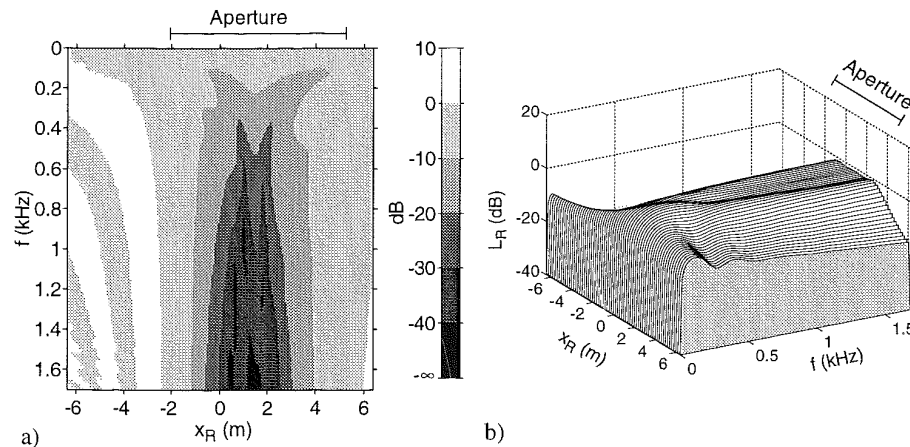 Aperture
0
0.2
0.4
0.6
0.8
1
1.2
1.4
1.6
f (kHz)
-6 -4 -2 0 2 4 6
x_R (m)
a)
10
0
-10
-20
-30
-40
-∞
dB
Aperture
20
0
-20
-40
L_R (dB)
-6 -4 -2 0 2 4 6
x_R (m)
0 0.5 1 1.5
f (kHz)
b)